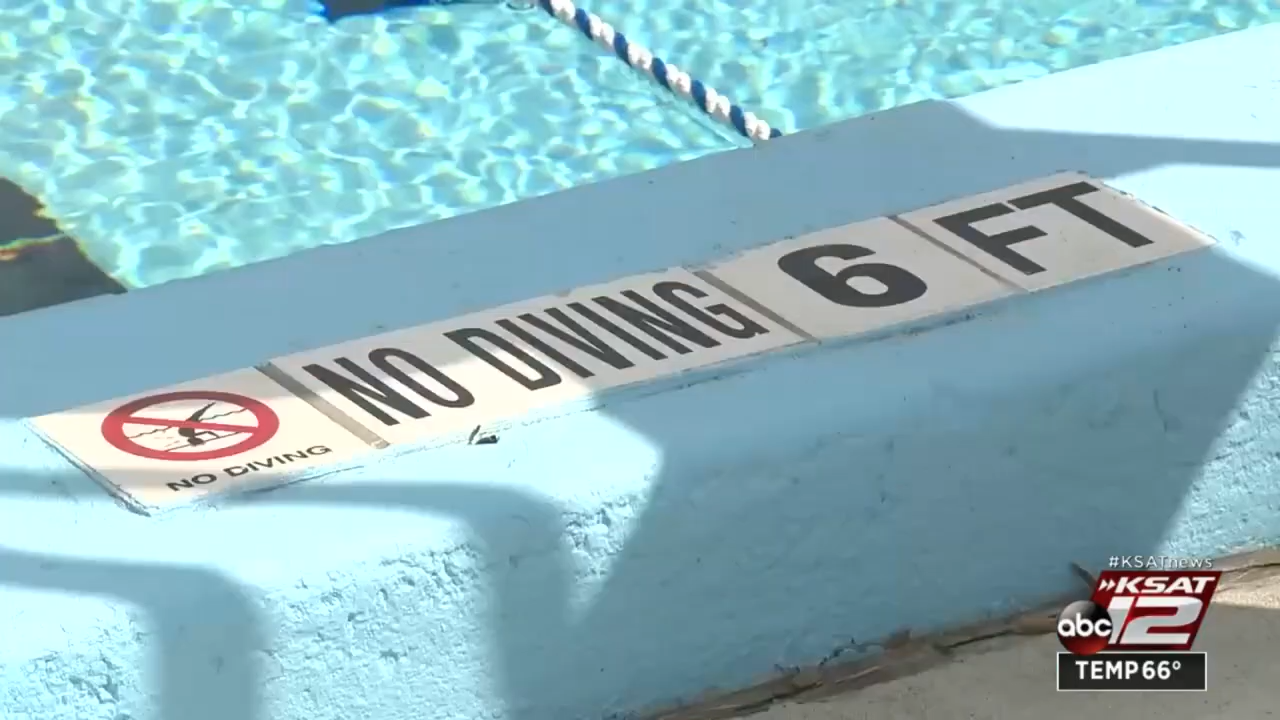 NO DIVING
NO DIVING 6 FT
#KSATnews
KSAT
abc 12
TEMP 66°